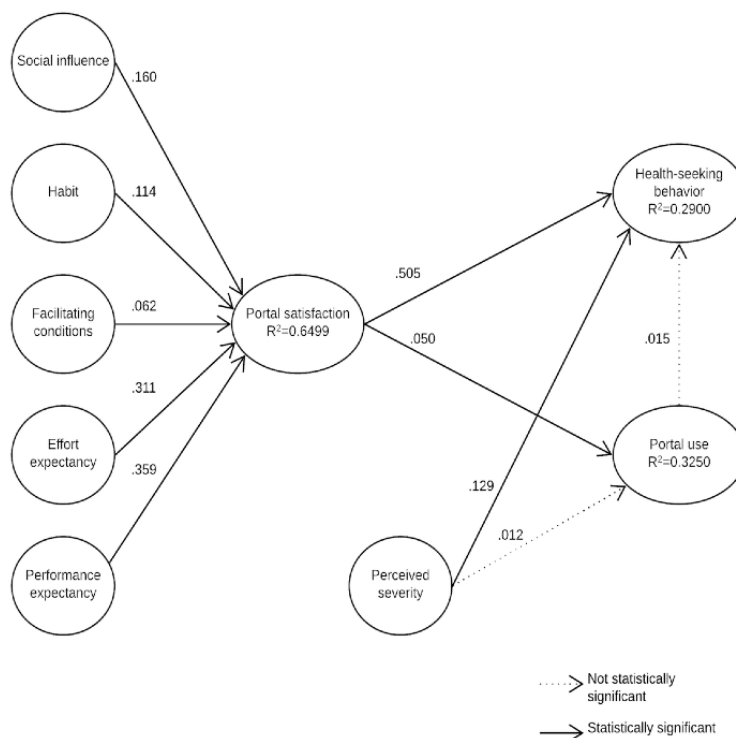 Social influence
.160
Habit
.114
Facilitating
conditions
.062
Effort
expectancy
.311
Performance
expectancy
.359
Portal satisfaction
R²=0.6499
.505
.050
Health-seeking
behavior
R²=0.2900
.015
Portal use
R²=0.3250
.129
.012
Perceived
severity
Not statistically
significant
Statistically significant